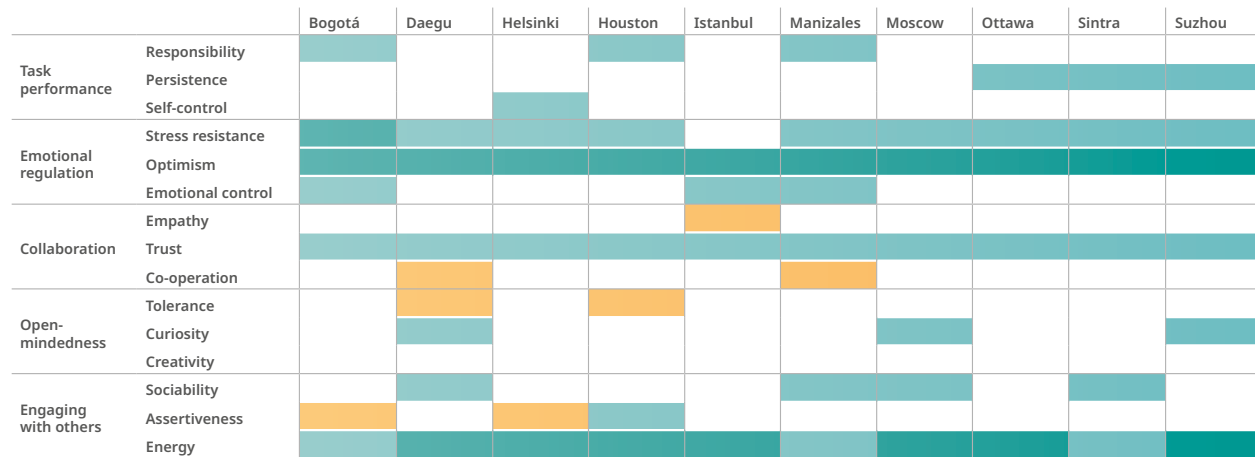 Bogotá Daegu Helsinki Houston Istanbul Manizales Moscow Ottawa Sintra Suzhou
Task
performance
Responsibility
Persistence
Self-control
Emotional
regulation
Stress resistance
Optimism
Emotional control
Collaboration
Empathy
Trust
Co-operation
Open-
mindedness
Tolerance
Curiosity
Creativity
Engaging
with others
Sociability
Assertiveness
Energy